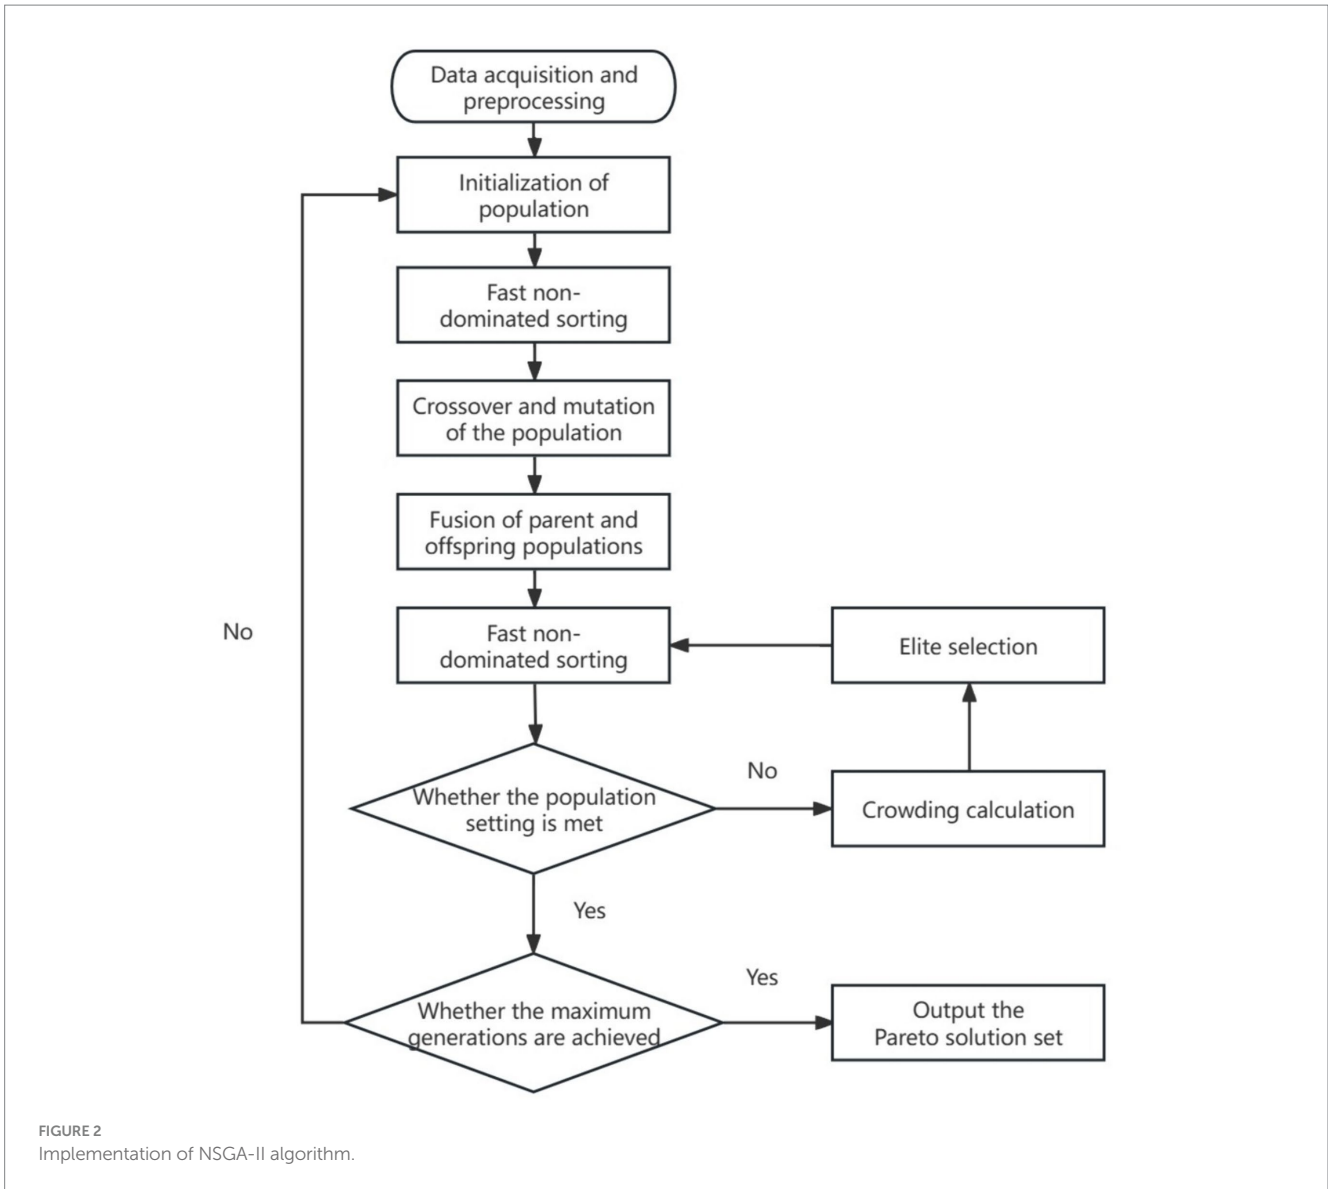 Data acquisition and
preprocessing
Initialization of
population
Fast non-
dominated sorting
Crossover and mutation
of the population
Fusion of parent and
offspring populations
No
Fast non-
dominated sorting
Elite selection
Whether the population
setting is met
No
Crowding calculation
Yes
Whether the maximum
generations are achieved
Yes
Output the
Pareto solution set
FIGURE 2
Implementation of NSGA-II algorithm.